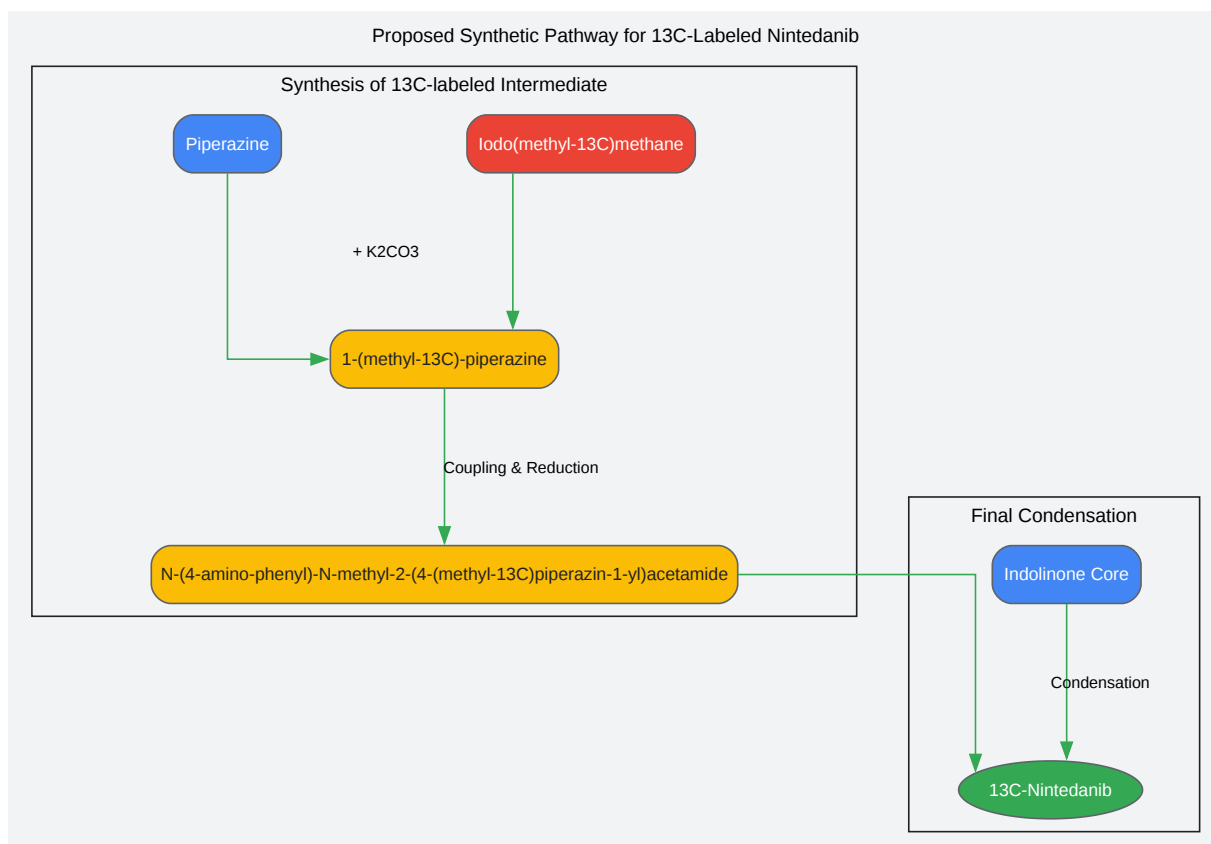 Proposed Synthetic Pathway for 13C-Labeled Nintedanib
Synthesis of 13C-labeled Intermediate
Piperazine
Iodo(methyl-13C)methane
+ K2CO3
1-(methyl-13C)-piperazine
Coupling & Reduction
N-(4-amino-phenyl)-N-methyl-2-(4-(methyl-13C)piperazin-1-yl)acetamide
Final Condensation
Indolinone Core
Condensation
13C-Nintedanib